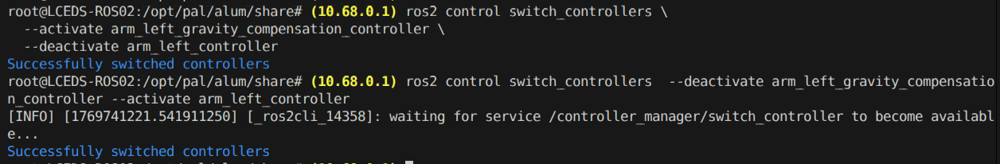 root@LCEDS-ROS02:/opt/pal/alum/share# (10.68.0.1) ros2 control switch_controllers \
  --activate arm_left_gravity_compensation_controller \
  --deactivate arm_left_controller
Successfully switched controllers
root@LCEDS-ROS02:/opt/pal/alum/share# (10.68.0.1) ros2 control switch_controllers  --deactivate arm_left_gravity_compensatio
n_controller --activate arm_left_controller
[INFO] [1769741221.541911250] [_ros2cli_14358]: waiting for service /controller_manager/switch_controller to become availabl
e...
Successfully switched controllers